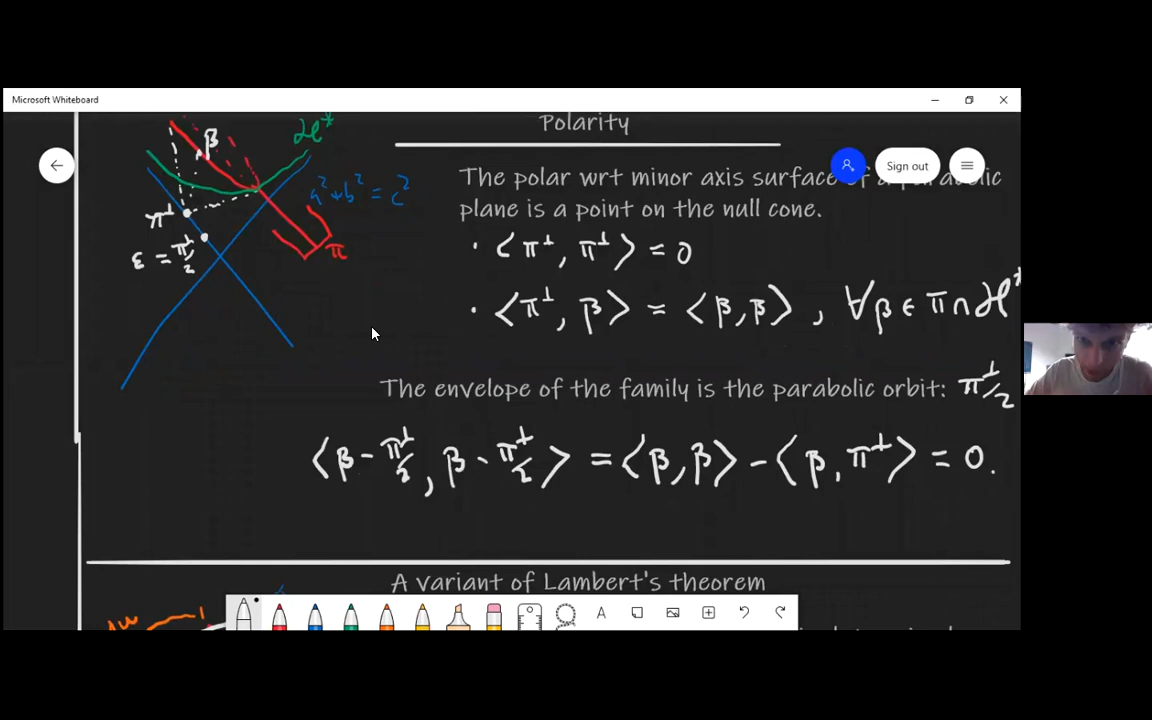 Microsoft Whiteboard
Polarity
Sign out
The polar wrt minor axis surface of a parabolic
plane is a point on the null cone.
β
ℋ*
a² + b² = c²
π⊥
ε = π⊥/2
π
· ⟨π⊥, π⊥⟩ = 0
· ⟨π⊥, β⟩ = ⟨β, β⟩, ∀β ∈ π ∩ ℋ*
The envelope of the family is the parabolic orbit: π⊥/2
⟨β - π⊥/2, β - π⊥/2⟩ = ⟨β, β⟩ - ⟨β, π⊥⟩ = 0.
A variant of Lambert's theorem